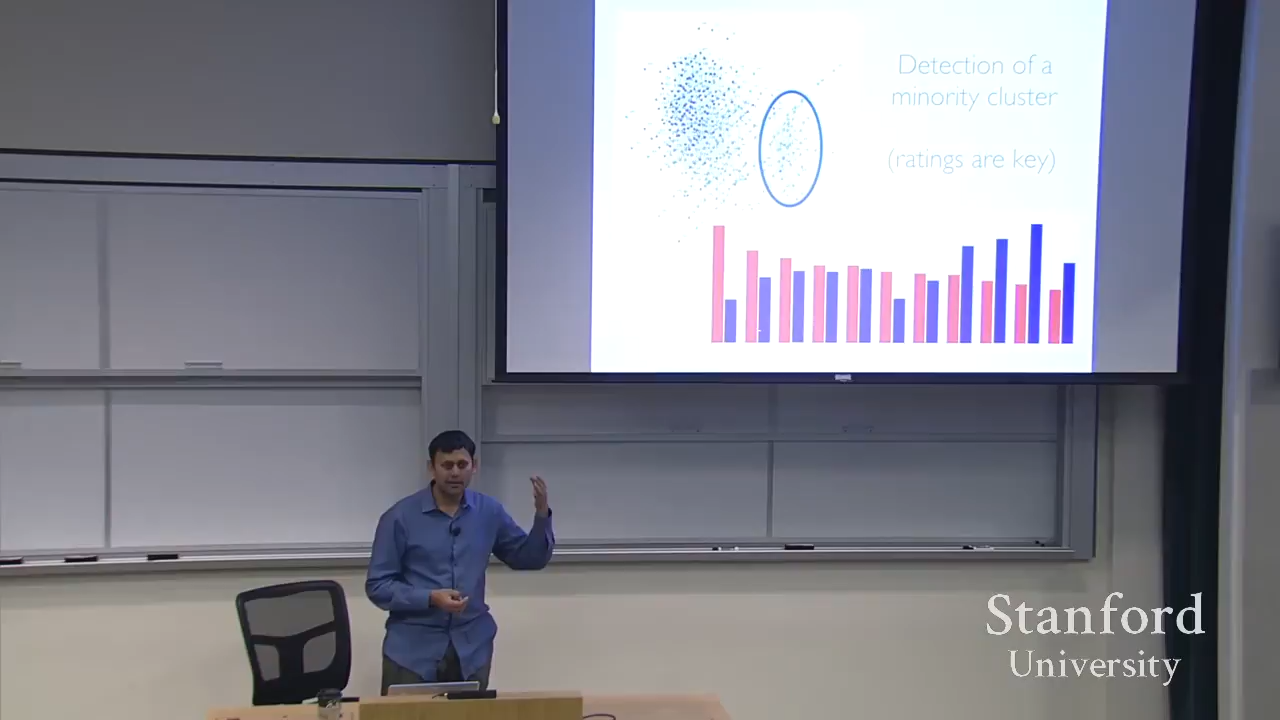 Detection of a
minority cluster
(ratings are key)
Stanford
University